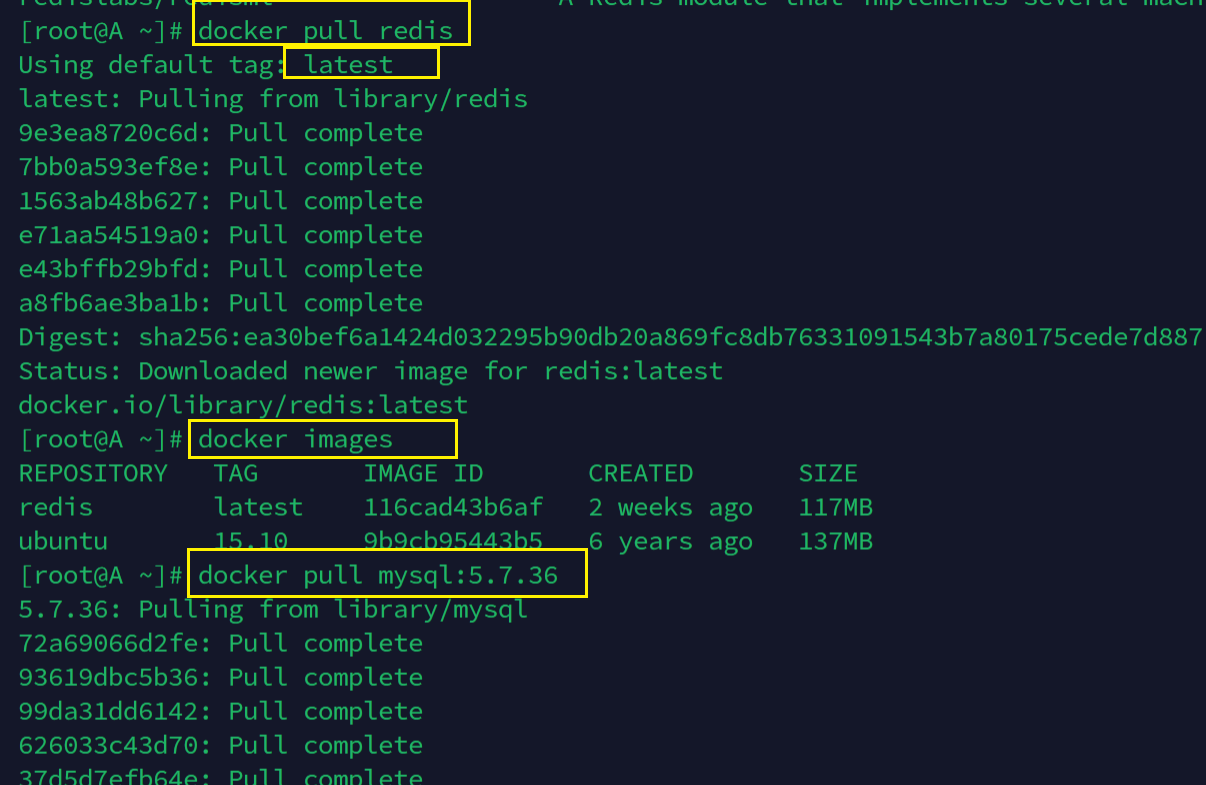 redislabs/redisml A Redis module that implements several mach
[root@A ~]# docker pull redis
Using default tag: latest
latest: Pulling from library/redis
9e3ea8720c6d: Pull complete
7bb0a593ef8e: Pull complete
1563ab48b627: Pull complete
e71aa54519a0: Pull complete
e43bffb29bfd: Pull complete
a8fb6ae3ba1b: Pull complete
Digest: sha256:ea30bef6a1424d032295b90db20a869fc8db76331091543b7a80175cede7d887
Status: Downloaded newer image for redis:latest
docker.io/library/redis:latest
[root@A ~]# docker images
REPOSITORY TAG IMAGE ID CREATED SIZE
redis latest 116cad43b6af 2 weeks ago 117MB
ubuntu 15.10 9b9cb95443b5 6 years ago 137MB
[root@A ~]# docker pull mysql:5.7.36
5.7.36: Pulling from library/mysql
72a69066d2fe: Pull complete
93619dbc5b36: Pull complete
99da31dd6142: Pull complete
626033c43d70: Pull complete
37d5d7efb64e: Pull complete